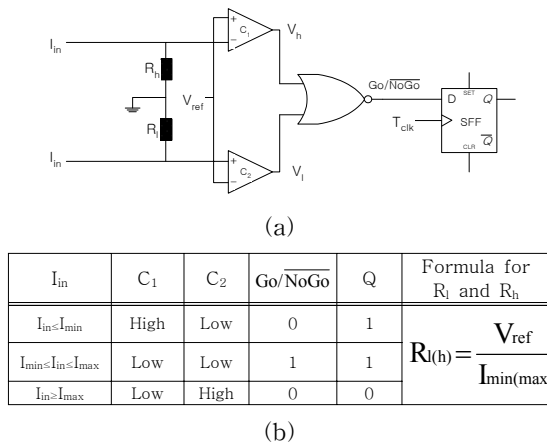 I_in
R_h
R_l
I_in
V_ref
+
−
C_1
V_h
+
−
C_2
V_l
Go/N̅o̅G̅o̅
T_clk
D
SET
Q
SFF
CLR
Q̅
(a)
I_in C_1 C_2 Go/N̅o̅G̅o̅ Q Formula for R_l and R_h
I_in≤I_min High Low 0 1
I_min≤I_in≤I_max Low Low 1 1
I_in≥I_max Low High 0 0
R_l(h) = V_ref / I_min(max
(b)